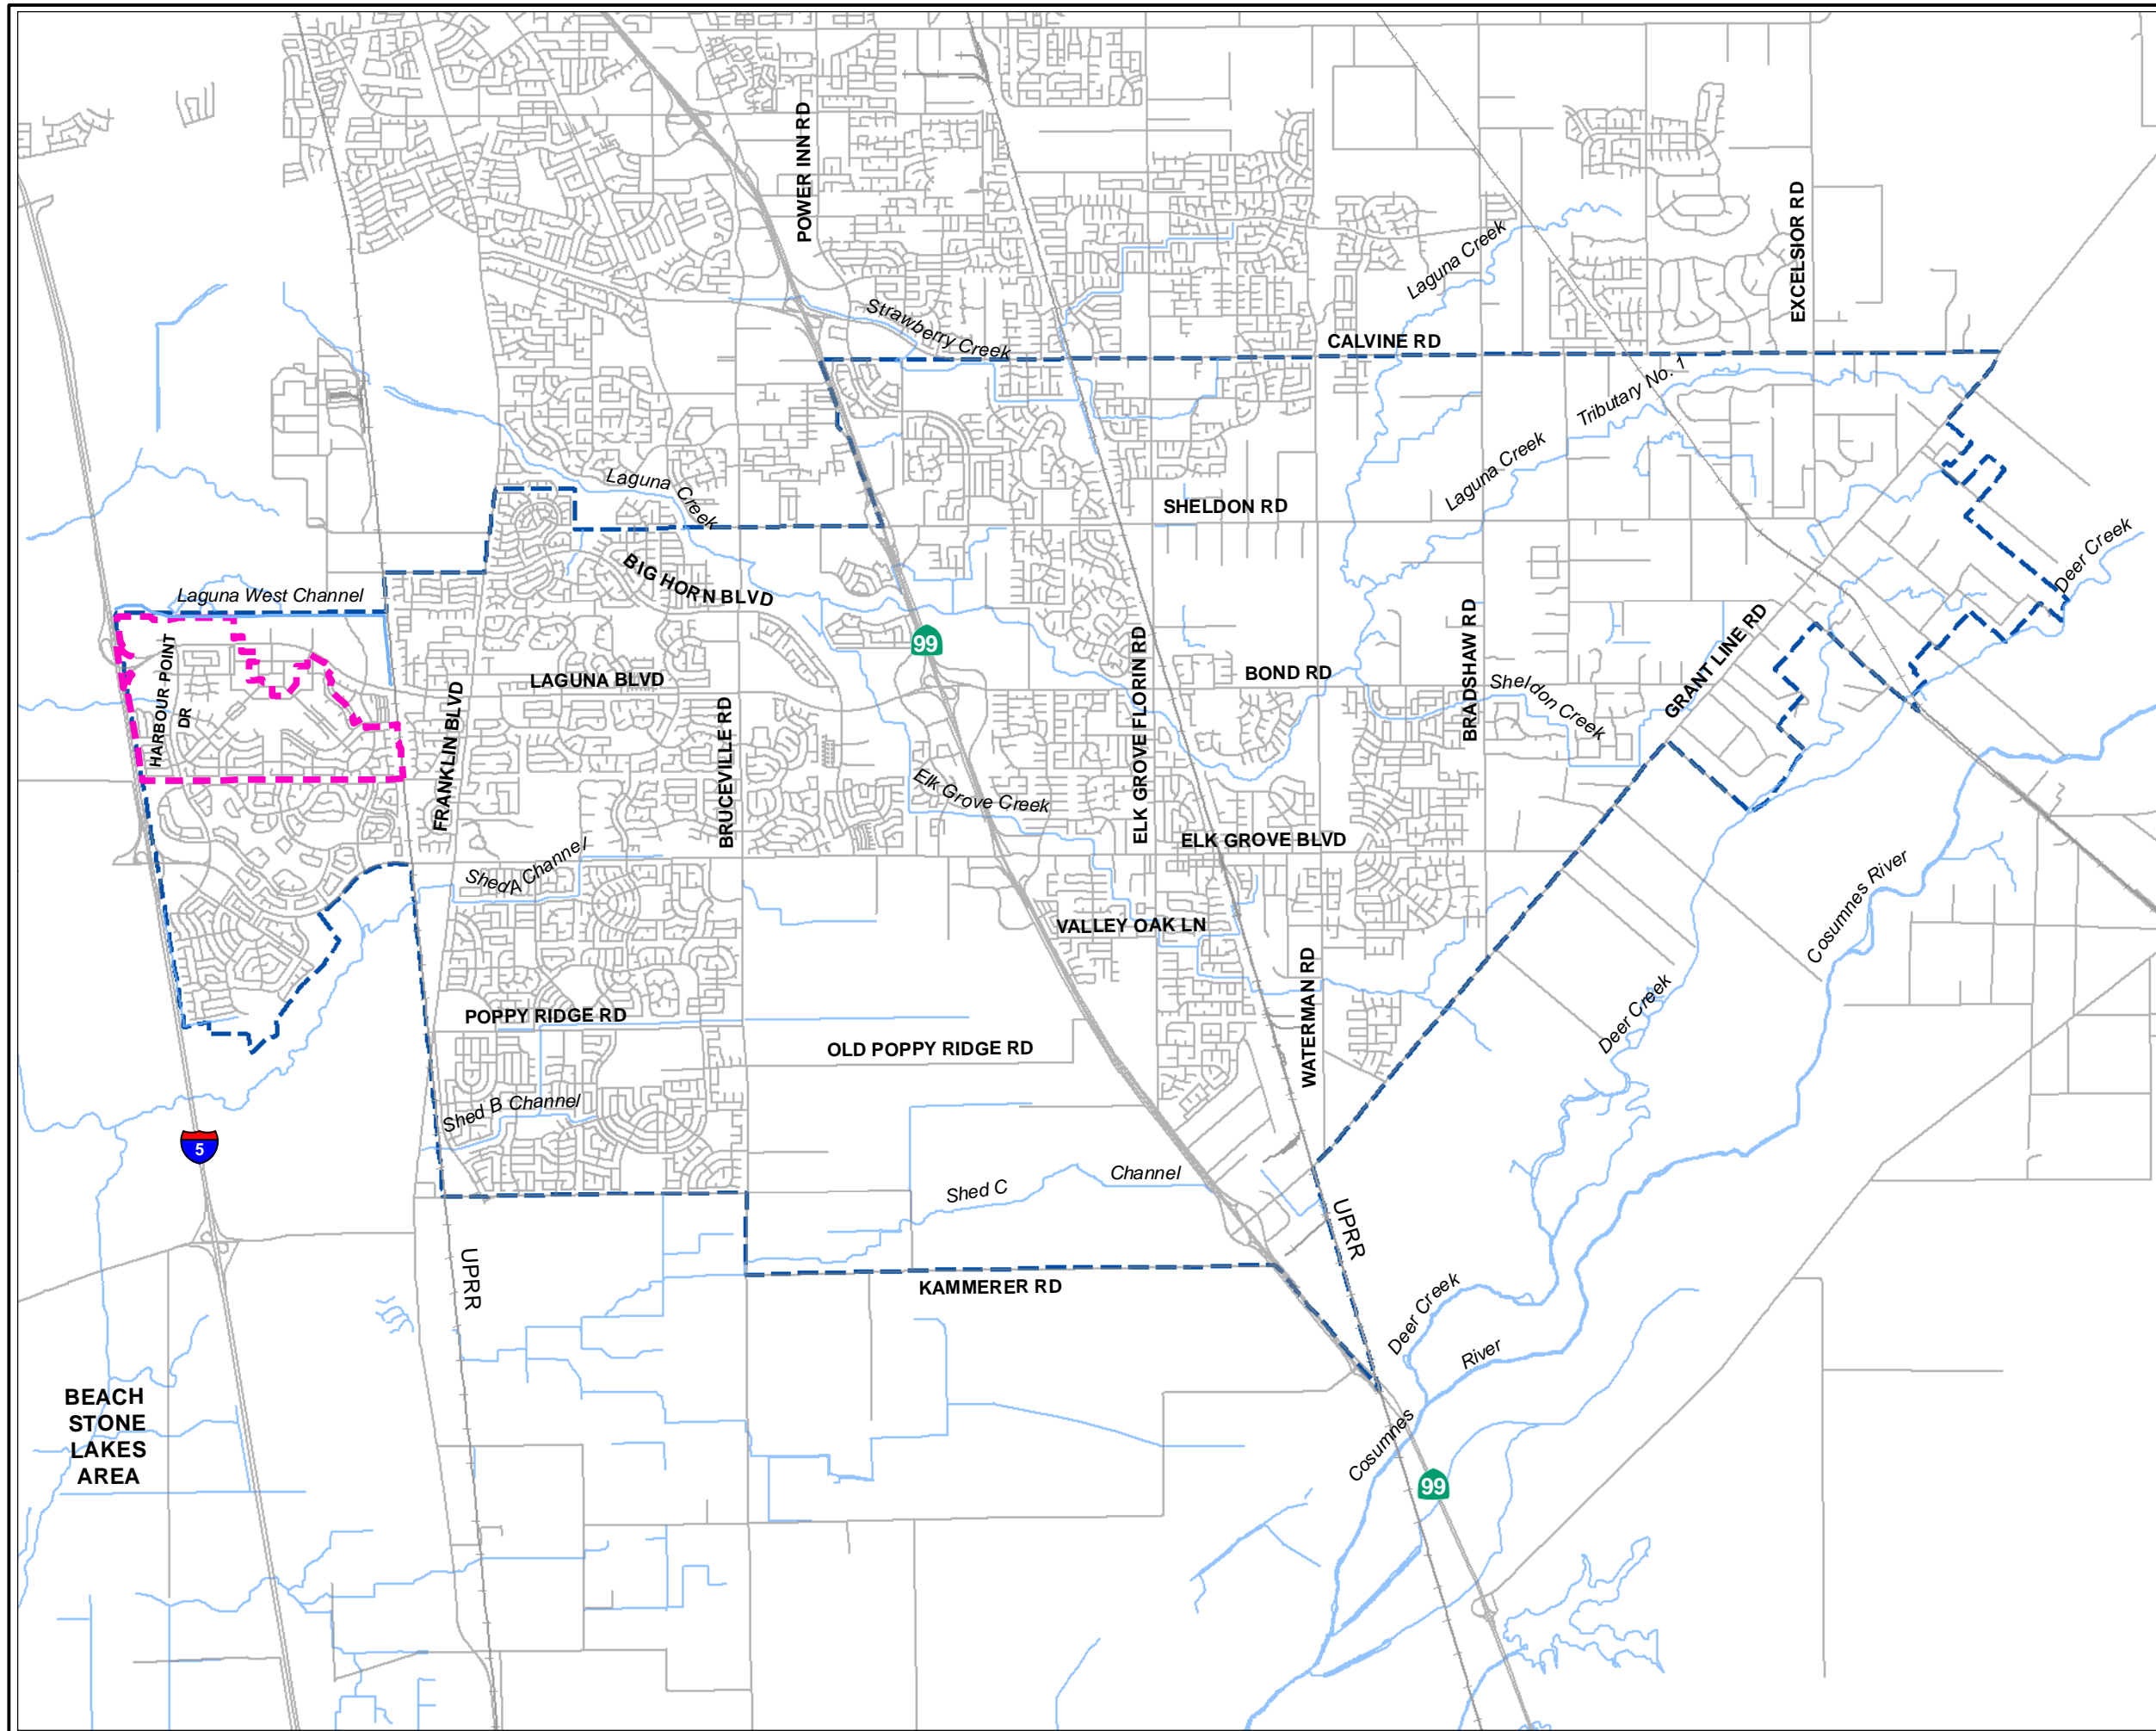 POWER INN RD
EXCELSIOR RD
Laguna Creek
Strawberry Creek
CALVINE RD
Tributary No. 1
Laguna Creek
Laguna Creek
SHELDON RD
Deer Creek
BIG HORN BLVD
Laguna West Channel
99
HARBOUR POINT
DR
FRANKLIN BLVD
LAGUNA BLVD
BRUCEVILLE RD
ELK GROVE FLORIN RD
BOND RD
BRADSHAW RD
Sheldon Creek
GRANT LINE RD
Elk Grove Creek
ELK GROVE BLVD
Shed A Channel
VALLEY OAK LN
Cosumnes River
WATERMAN RD
Deer Creek
POPPY RIDGE RD
OLD POPPY RIDGE RD
Shed B Channel
5
Shed C
Channel
UPRR
UPRR
KAMMERER RD
Deer Creek
River
Cosumnes
BEACH
STONE
LAKES
AREA
99